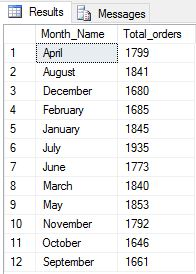 Results Messages
Month_Name Total_orders
1 April 1799
2 August 1841
3 December 1680
4 February 1685
5 January 1845
6 July 1935
7 June 1773
8 March 1840
9 May 1853
10 November 1792
11 October 1646
12 September 1661